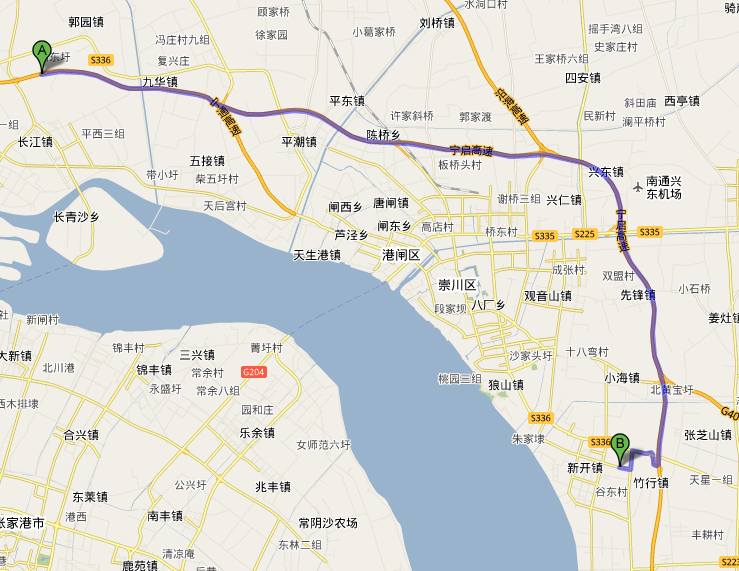 水洞口村
顾家桥
郭园镇
刘桥镇
摇手湾八组
徐家园
小葛家桥
冯庄村九组
史家庄村
A
东圩
S336
复兴庄
王家桥六组
四安镇
九华镇
沿海高速
平东镇
宁通高速
斜田庙
西亭镇
许家斜桥
郭家渡
民新村
澜平桥村
一组
平西三组
陈桥乡
长江镇
平潮镇
宁启高速
五接镇
板桥头村
兴东镇
带小圩
柴五圩村
南通兴
东机场
谢桥三组
兴仁镇
天后宫村
闸西乡
唐闸镇
长青沙乡
宁启高速
闸东乡
高店村
芦泾乡
桥东村
S335
S225
S335
天生港镇
港闸区
成张村
双盟村
崇川区
观音山镇
先锋镇
小石桥
八厂乡
段家坝
社
新闸村
姜灶镇
锦丰村
菁圩村
十八弯村
大新镇
三兴镇
沙家头圩
北川港
锦丰镇
常余村
G204
桃园三组
小海镇
狼山镇
永盛圩
常余八组
北黄宝圩
西木排埭
园和庄
S336
G40
合兴镇
乐余镇
朱家埭
S336
B
张芝山镇
女师范六圩
新开镇
天星一组
公兴圩
兆丰镇
竹行镇
谷东村
东莱镇
港西
南丰镇
常阴沙农场
张家港市
丰耕村
东林二组
清凉庵
鹿苑镇
后巷
S223